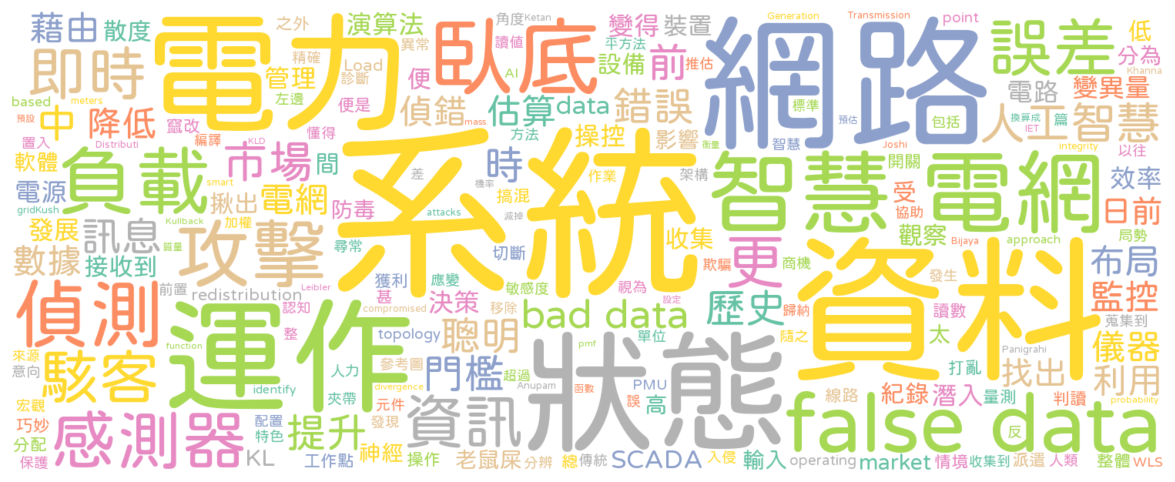 藉由 散度 之外 演算法 角度 Ketan 變得 裝置 Generation Transmission point 低
即時 電力 精確 異常 讀值 臥底 平方法 設備 前 推估 網路 誤差 分為 Khanna
管理 Load 診斷 便 AI 電路 變異量
based meters 左邊 便是 偵錯 mass 估算 data 錯誤 標準 包括 篇
預設 中 降低 竄改 編譯 懂得 方法 操控 影響 智慧 預估 Joshi 換算成 IET 人工智慧
置入 Distributi KLD 系統 時 作業 架構 衡量 integrity 以往
軟體 負載 市場 間 差 機率 搞混 智慧電網 開關 效率
電源 smart 揪出 電網 防毒 attacks 減掉 切斷 收集 更 受 協助 日前
gridKush Kullback 加權 尋常 獲利 應變 欺騙 商機 觀察 Bijaya approach 局勢
發展 訊息 攻擊 敏感度 視為 發生 布局
數據 接收到 質量 前置 Leibler 認知 甚 決策 移除 歷史 歸納 資料 設定 監控
偵測 redistribution compromised bad data 隨之 讀數 蒐集到
function 運作 整 topology 聰明 單位 pmf 太 Panigrahi 儀器
來源 駭客 參考圖 門檻 超過 狀態 打亂 找出 利用
意向 identify 人力 divergence Anupam 函數 PMU 線路 紀錄 潛入 量測 判讀 probability
宏觀 配置 夾帶 元件 發現 資訊 誤 高 false data 反
巧妙 感測器 特色 提升
分配 神經 分辨 入侵
保護 KL 工作點 操作 老鼠屎 總 傳統 SCADA 輸入 operating market 情境 收集到 派遣 人類 整體 WLS